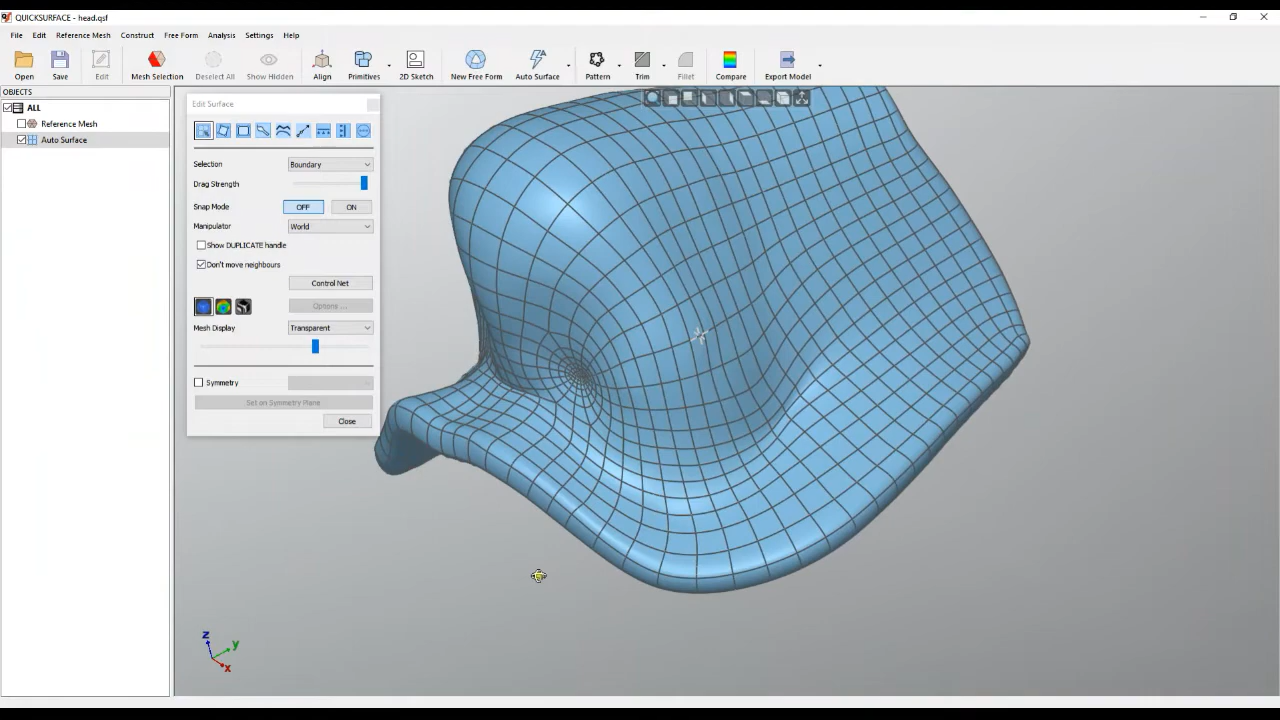 QUICKSURFACE - head.qsf
File Edit Reference Mesh Construct Free Form Analysis Settings Help
Open Save Edit Mesh Selection Deselect All Show Hidden Align Primitives 2D Sketch New Free Form Auto Surface Pattern Trim Fillet Compare Export Model
OBJECTS
ALL
Reference Mesh
Auto Surface
Edit Surface
Selection Boundary
Drag Strength
Snap Mode OFF ON
Manipulator World
Show DUPLICATE handle
Don't move neighbours
Control Net
Options ...
Mesh Display Transparent
Symmetry
Set on Symmetry Plane
Close
z
y
x